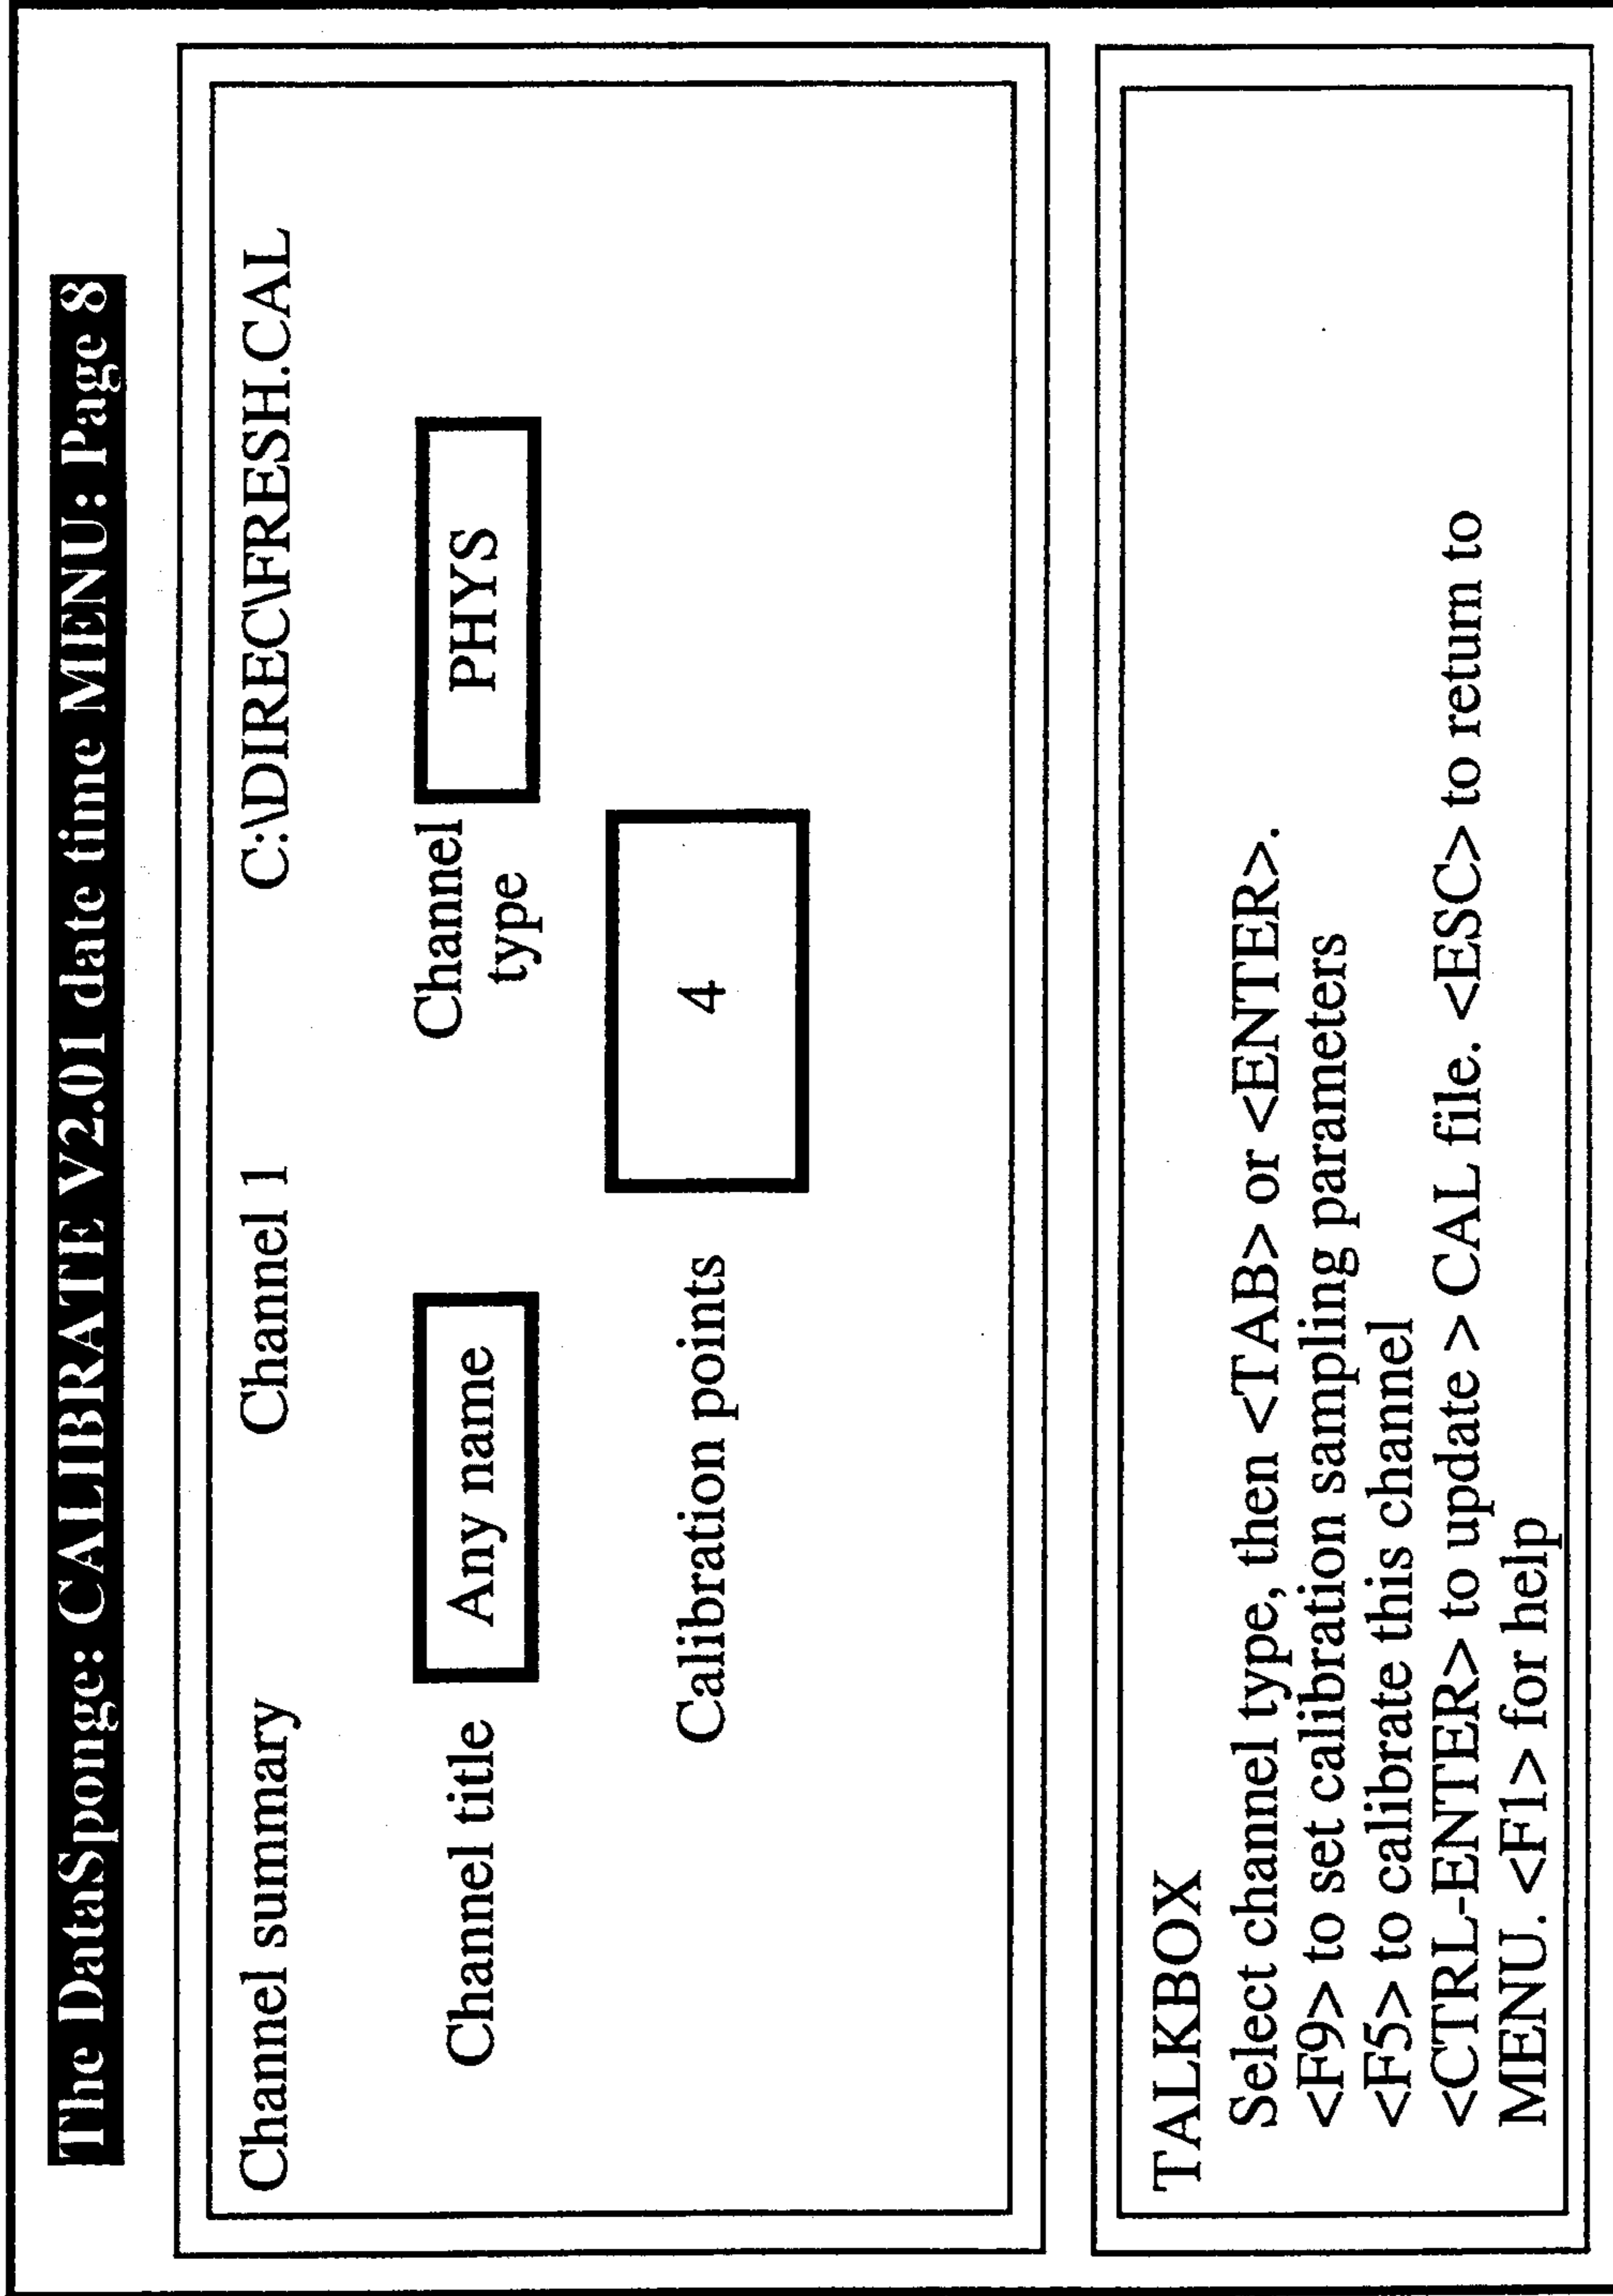 The DataSponge: CALIBRATE V2.01 date time MENU: Page 8
Channel summary Channel 1 C:\DIREC\FRESH.CAL
Channel title Any name Channel type PHYS
Calibration points 4
TALKBOX
Select channel type, then <TAB> or <ENTER>.
<F9> to set calibration sampling parameters
<F5> to calibrate this channel
<CTRL-ENTER> to update > CAL file. <ESC> to return to
MENU. <F1> for help